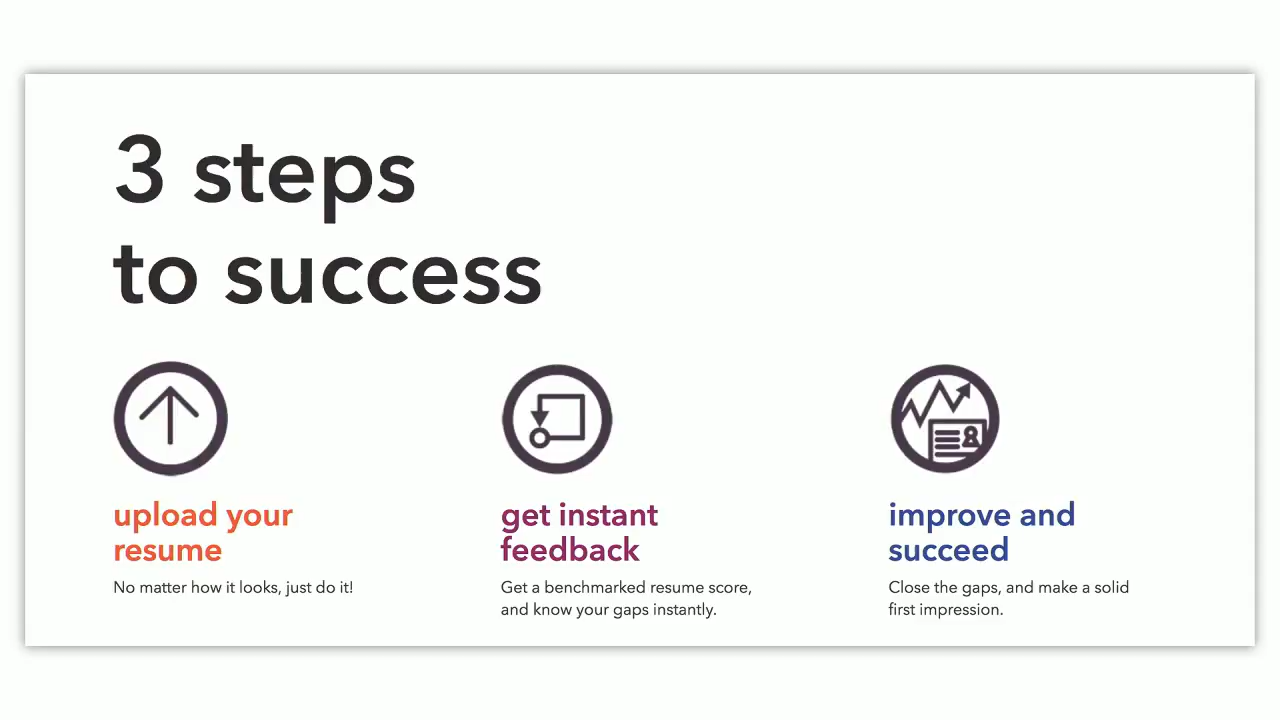 3 steps
to success
upload your
resume
No matter how it looks, just do it!
get instant
feedback
Get a benchmarked resume score,
and know your gaps instantly.
improve and
succeed
Close the gaps, and make a solid
first impression.